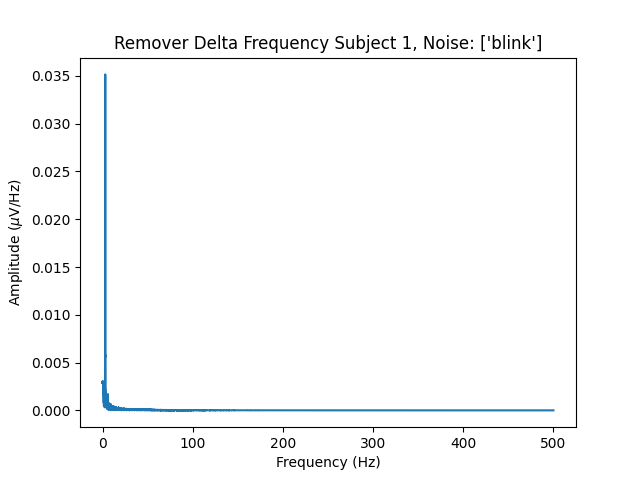 Remover Delta Frequency Subject 1, Noise: ['blink']
0.035
0.030
0.025
0.020
0.015
0.010
0.005
0.000
Amplitude (μV/Hz)
0 100 200 300 400 500
Frequency (Hz)